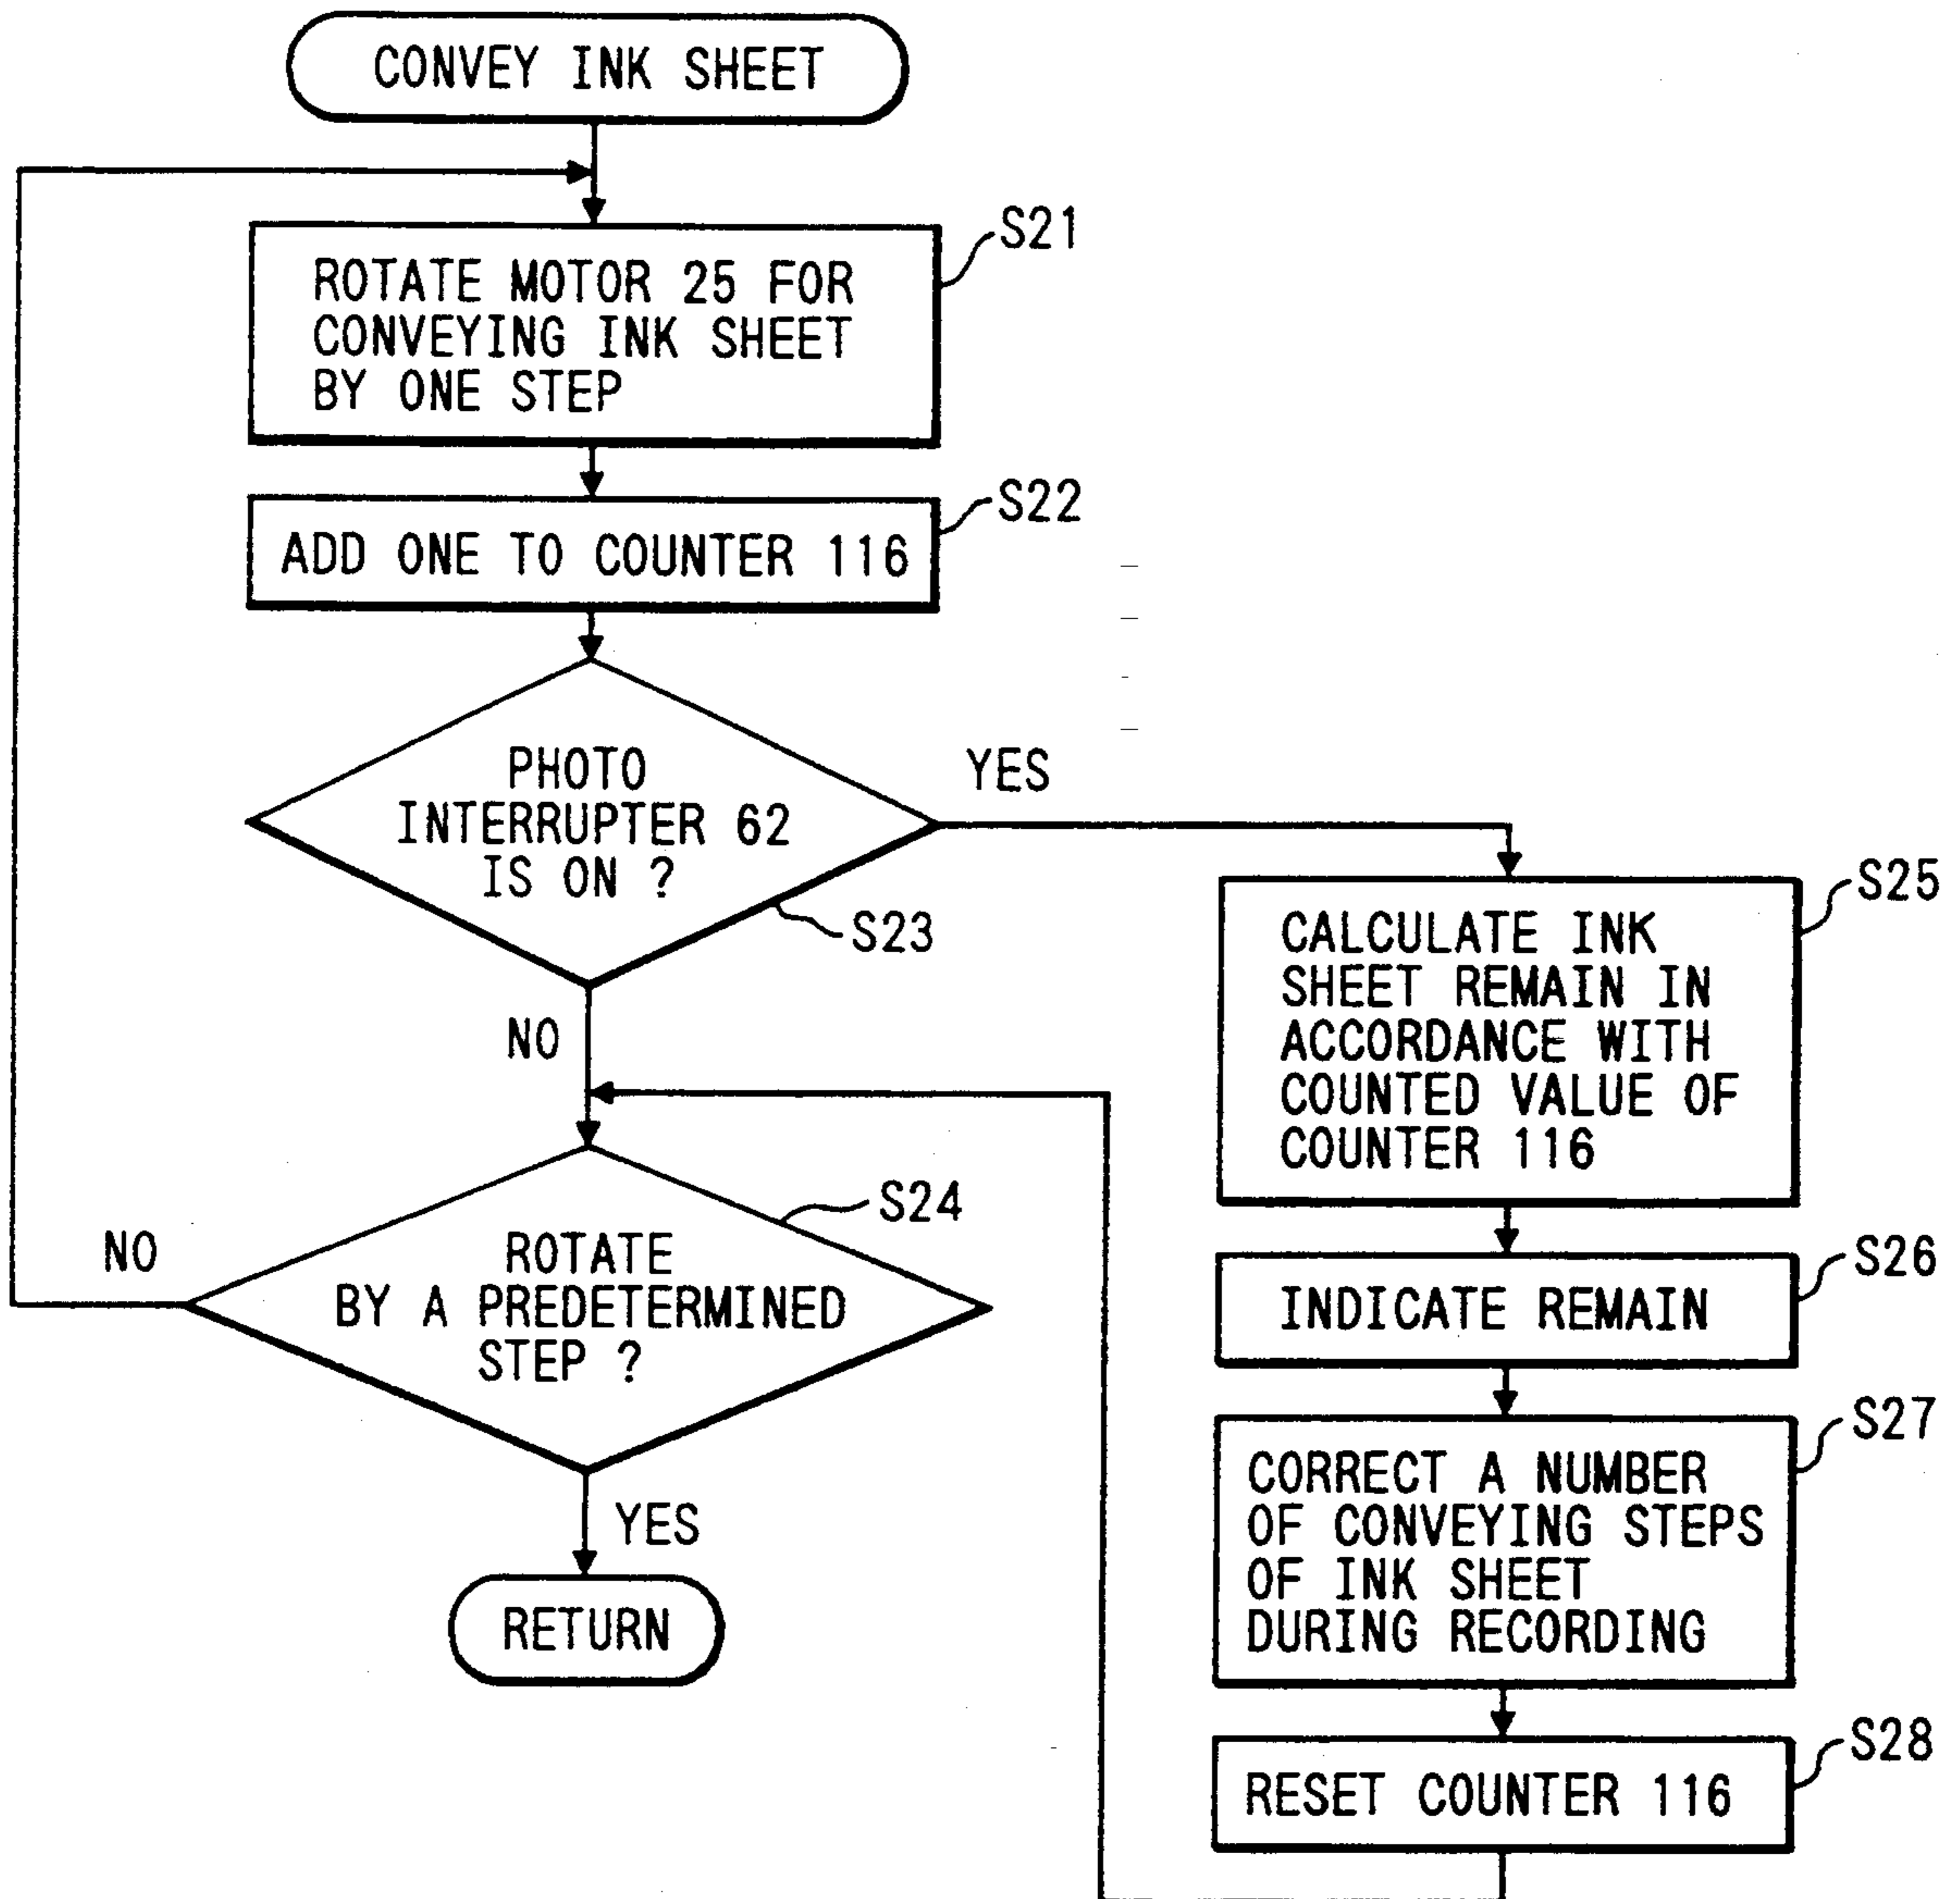 CONVEY INK SHEET
S21
ROTATE MOTOR 25 FOR
CONVEYING INK SHEET
BY ONE STEP
S22
ADD ONE TO COUNTER 116
PHOTO
INTERRUPTER 62
IS ON ?
YES
S23
NO
S24
ROTATE
BY A PREDETERMINED
STEP ?
NO
YES
RETURN
S25
CALCULATE INK
SHEET REMAIN IN
ACCORDANCE WITH
COUNTED VALUE OF
COUNTER 116
S26
INDICATE REMAIN
S27
CORRECT A NUMBER
OF CONVEYING STEPS
OF INK SHEET
DURING RECORDING
S28
RESET COUNTER 116